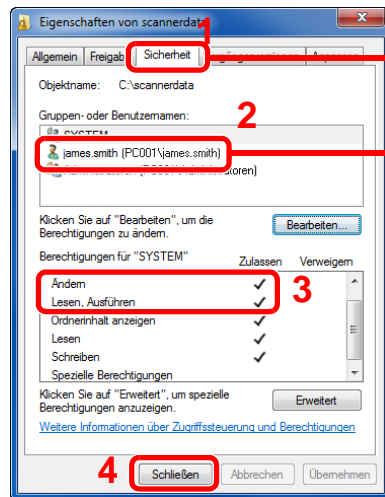 Eigenschaften von scannerdata
1
Allgemein Freigab Sicherheit
Objektname: C:\scannerdata
Gruppen- oder Benutzernamen:
2
SYSTEM
james.smith (PC001\james.smith)
Klicken Sie auf "Bearbeiten", um die
Berechtigungen zu ändern.
Bearbeiten...
Berechtigungen für "SYSTEM"
Zulassen Verweigern
Ändern
Lesen, Ausführen
3
Ordnerinhalt anzeigen
Lesen
Schreiben
Spezielle Berechtigungen
Klicken Sie auf "Erweitert", um spezielle
Berechtigungen anzuzeigen.
Erweitert
Weitere Informationen über Zugriffssteuerung und Berechtigungen
4
Schließen Abbrechen Übernehmen